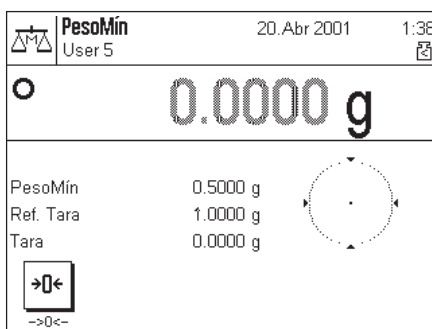 PesoMín 20.Abr 2001 1:38
User 5
0.0000 g
PesoMín 0.5000 g
Ref. Tara 1.0000 g
Tara 0.0000 g
→0←
->0<-